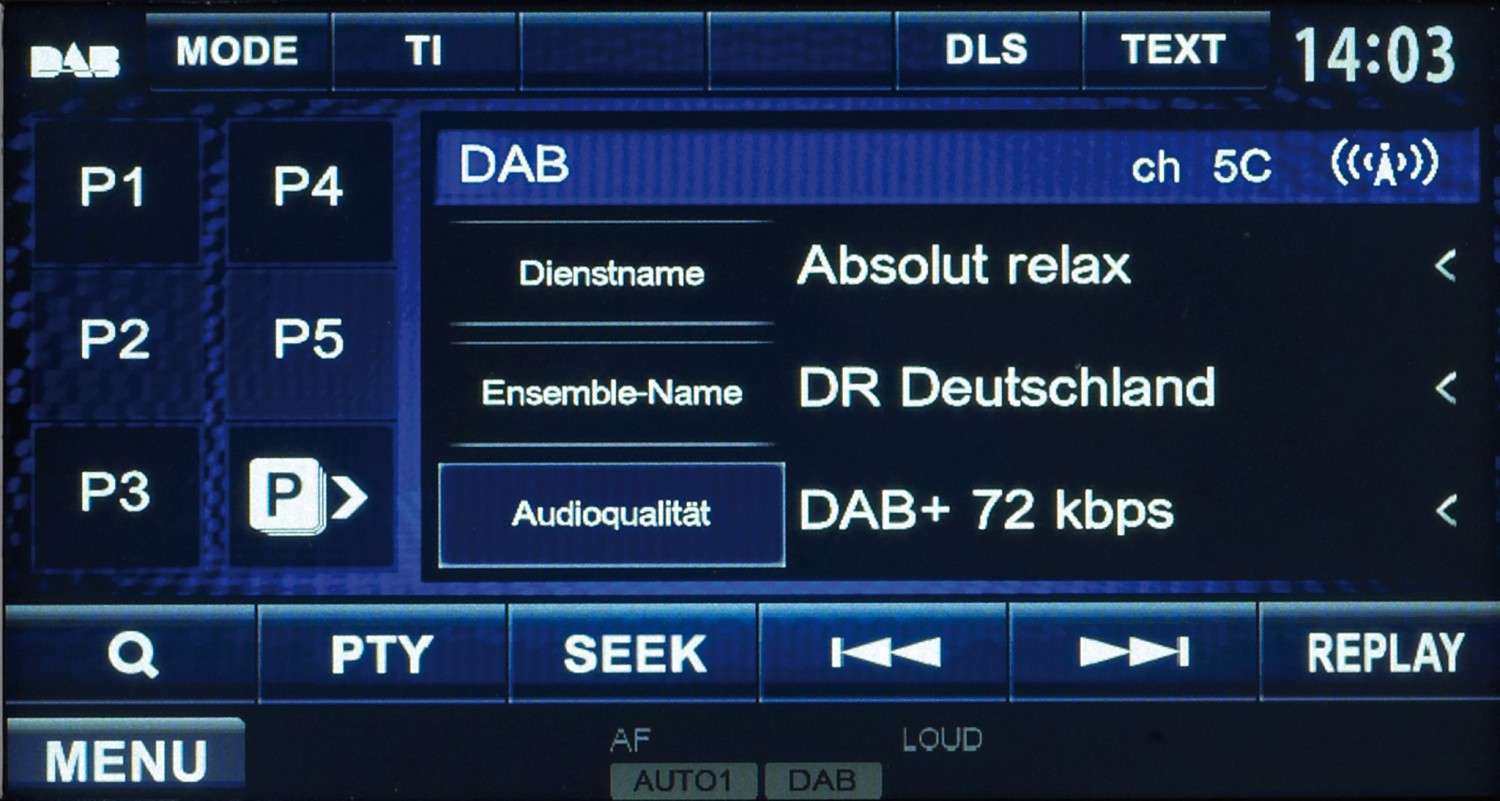 DAB MODE TI DLS TEXT 14:03
DAB ch 5C
P1 P4
Dienstname Absolut relax <
P2 P5
Ensemble-Name DR Deutschland <
P3 P >
Audioqualität DAB+ 72 kbps <
PTY SEEK REPLAY
MENU
AF LOUD
AUTO1 DAB